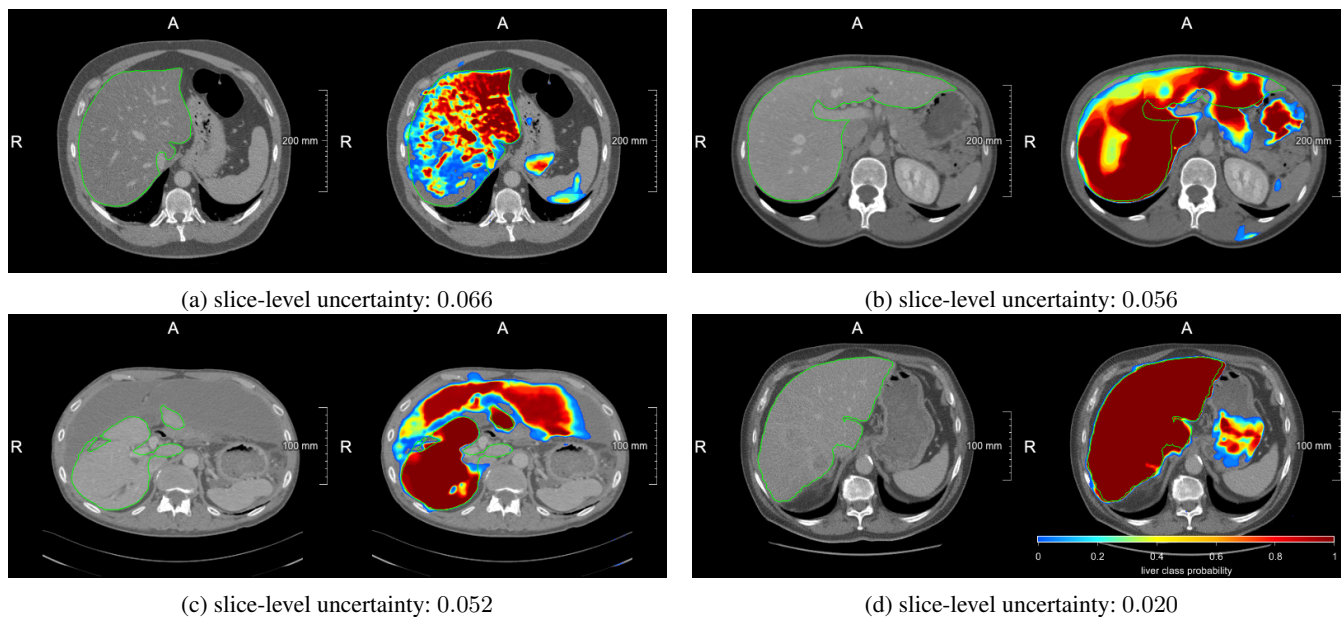 A
A
R
R
200 mm
200 mm
(a) slice-level uncertainty: 0.066
A
A
R
R
200 mm
200 mm
(b) slice-level uncertainty: 0.056
A
A
R
R
100 mm
100 mm
(c) slice-level uncertainty: 0.052
A
A
R
R
100 mm
100 mm
0 0.2 0.4 0.6 0.8 1
liver class probability
(d) slice-level uncertainty: 0.020